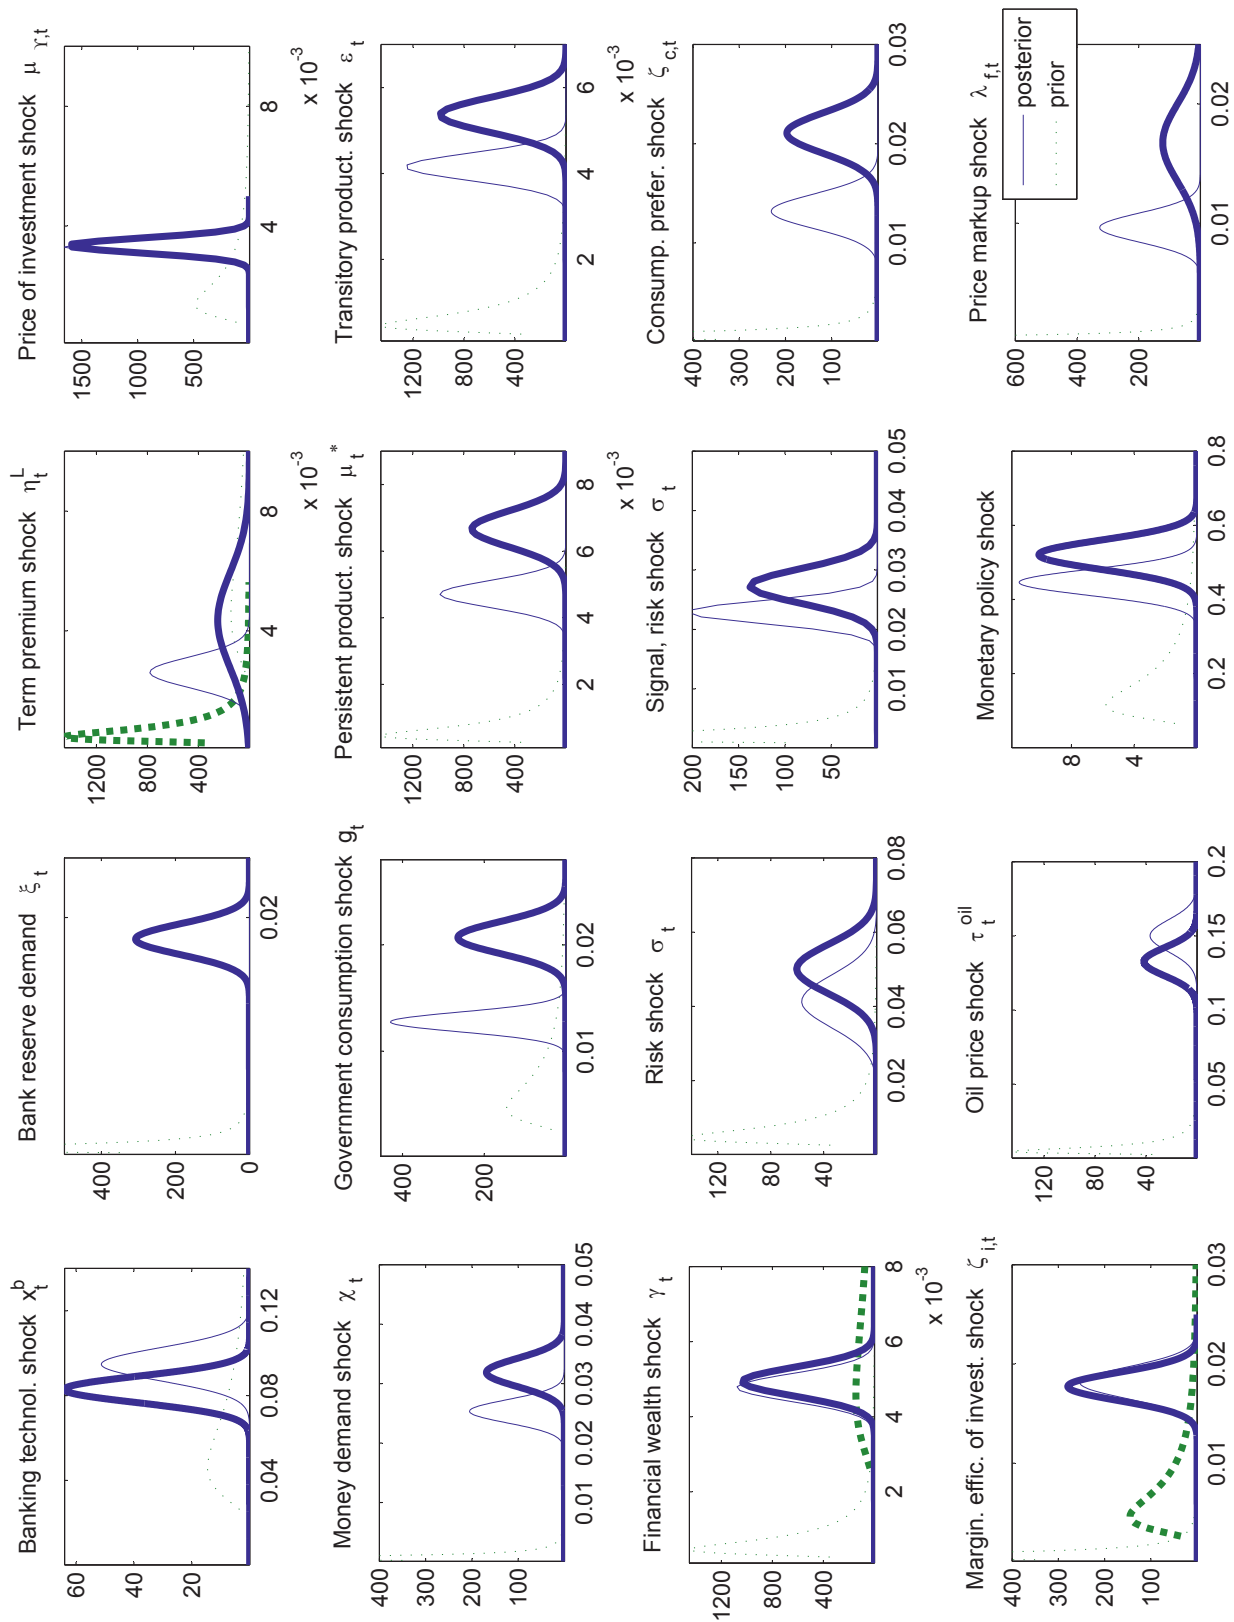 Banking technol. shock x_t^b
60
40
20
0.04 0.08 0.12
Bank reserve demand ξ_t
400
200
0
0.02
Term premium shock η_t^L
1200
800
400
4 8
x 10^-3
Price of investment shock μ_ϒ,t
1500
1000
500
4 8
x 10^-3
Money demand shock χ_t
400
300
200
100
0.01 0.02 0.03 0.04 0.05
Government consumption shock g_t
400
200
0.01 0.02
Persistent product. shock μ_t^*
1200
800
400
2 4 6 8
x 10^-3
Transitory product. shock ε_t
1200
800
400
2 4 6
x 10^-3
Financial wealth shock γ_t
1200
800
400
2 4 6 8
x 10^-3
Risk shock σ_t
120
80
40
0.02 0.04 0.06 0.08
Signal, risk shock σ_t
200
150
100
50
0.01 0.02 0.03 0.04 0.05
Consump. prefer. shock ζ_c,t
400
300
200
100
0.01 0.02 0.03
Margin. effic. of invest. shock ζ_i,t
400
300
200
100
0.01 0.02 0.03
Oil price shock τ_t^oil
120
80
40
0.05 0.1 0.15 0.2
Monetary policy shock
8
4
0.2 0.4 0.6 0.8
Price markup shock λ_f,t
600
400
200
0.01 0.02
posterior
prior